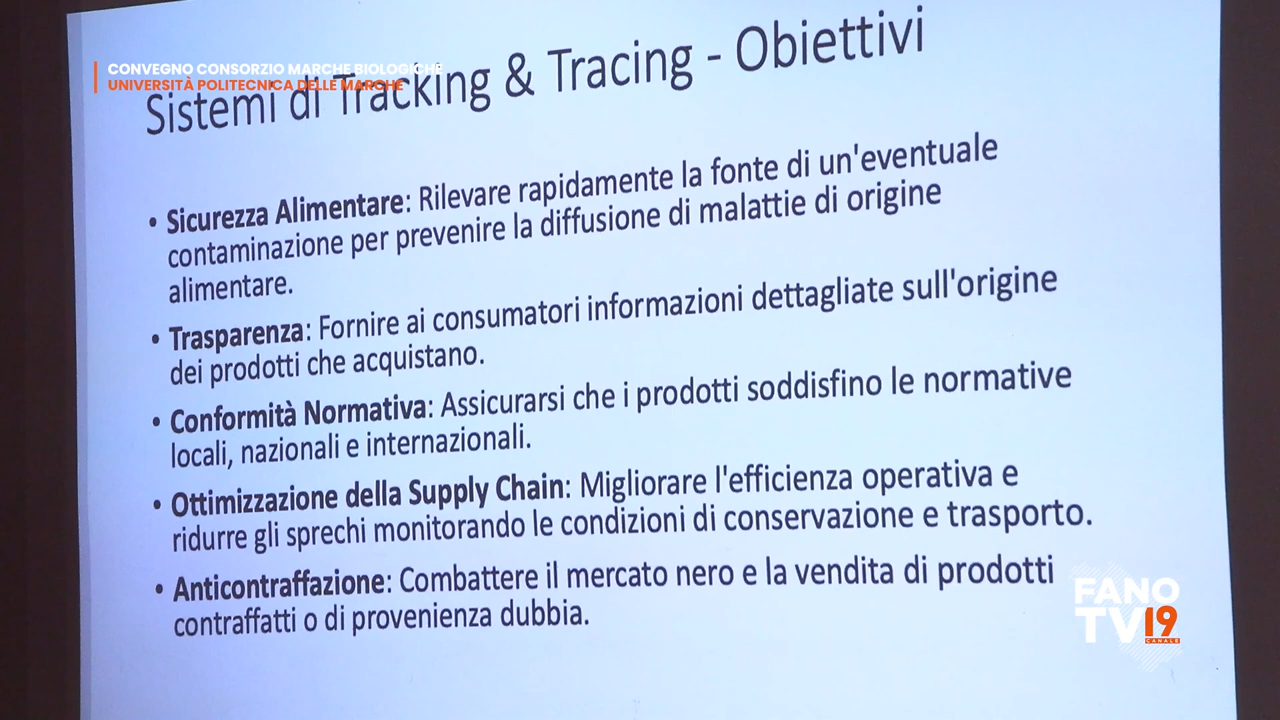 CONVEGNO CONSORZIO MARCHE BIOLOGICHE
UNIVERSITÀ POLITECNICA DELLE MARCHE
Sistemi di Tracking & Tracing - Obiettivi
• Sicurezza Alimentare: Rilevare rapidamente la fonte di un'eventuale
contaminazione per prevenire la diffusione di malattie di origine
alimentare.
• Trasparenza: Fornire ai consumatori informazioni dettagliate sull'origine
dei prodotti che acquistano.
• Conformità Normativa: Assicurarsi che i prodotti soddisfino le normative
locali, nazionali e internazionali.
• Ottimizzazione della Supply Chain: Migliorare l'efficienza operativa e
ridurre gli sprechi monitorando le condizioni di conservazione e trasporto.
• Anticontraffazione: Combattere il mercato nero e la vendita di prodotti
contraffatti o di provenienza dubbia.
FANO
TV 19
CANALE